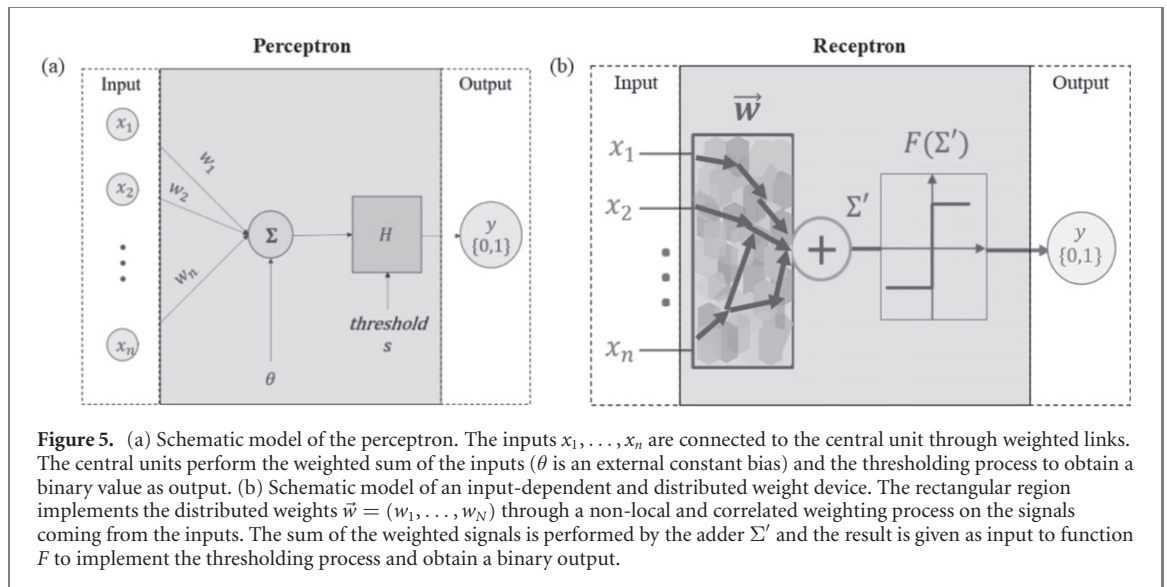 Perceptron
(a)
Input
Output
x₁
x₂
xₙ
w₁
w₂
wₙ
Σ
θ
H
threshold
s
y
{0,1}
Receptron
(b)
Input
Output
w⃗
x₁
x₂
xₙ
+
Σ′
F(Σ′)
y
{0,1}
Figure 5. (a) Schematic model of the perceptron. The inputs x₁, . . . , xₙ are connected to the central unit through weighted links.
The central units perform the weighted sum of the inputs (θ is an external constant bias) and the thresholding process to obtain a
binary value as output. (b) Schematic model of an input-dependent and distributed weight device. The rectangular region
implements the distributed weights w⃗ = (w₁, . . . , w_N) through a non-local and correlated weighting process on the signals
coming from the inputs. The sum of the weighted signals is performed by the adder Σ′ and the result is given as input to function
F to implement the thresholding process and obtain a binary output.